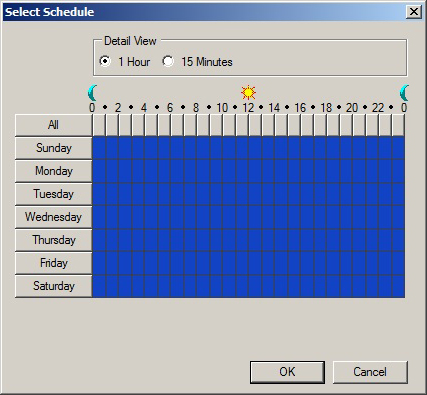 Select Schedule
Detail View
1 Hour 15 Minutes
0 • 2 • 4 • 6 • 8 • 10 • 12 • 14 • 16 • 18 • 20 • 22 • 0
All
Sunday
Monday
Tuesday
Wednesday
Thursday
Friday
Saturday
OK Cancel